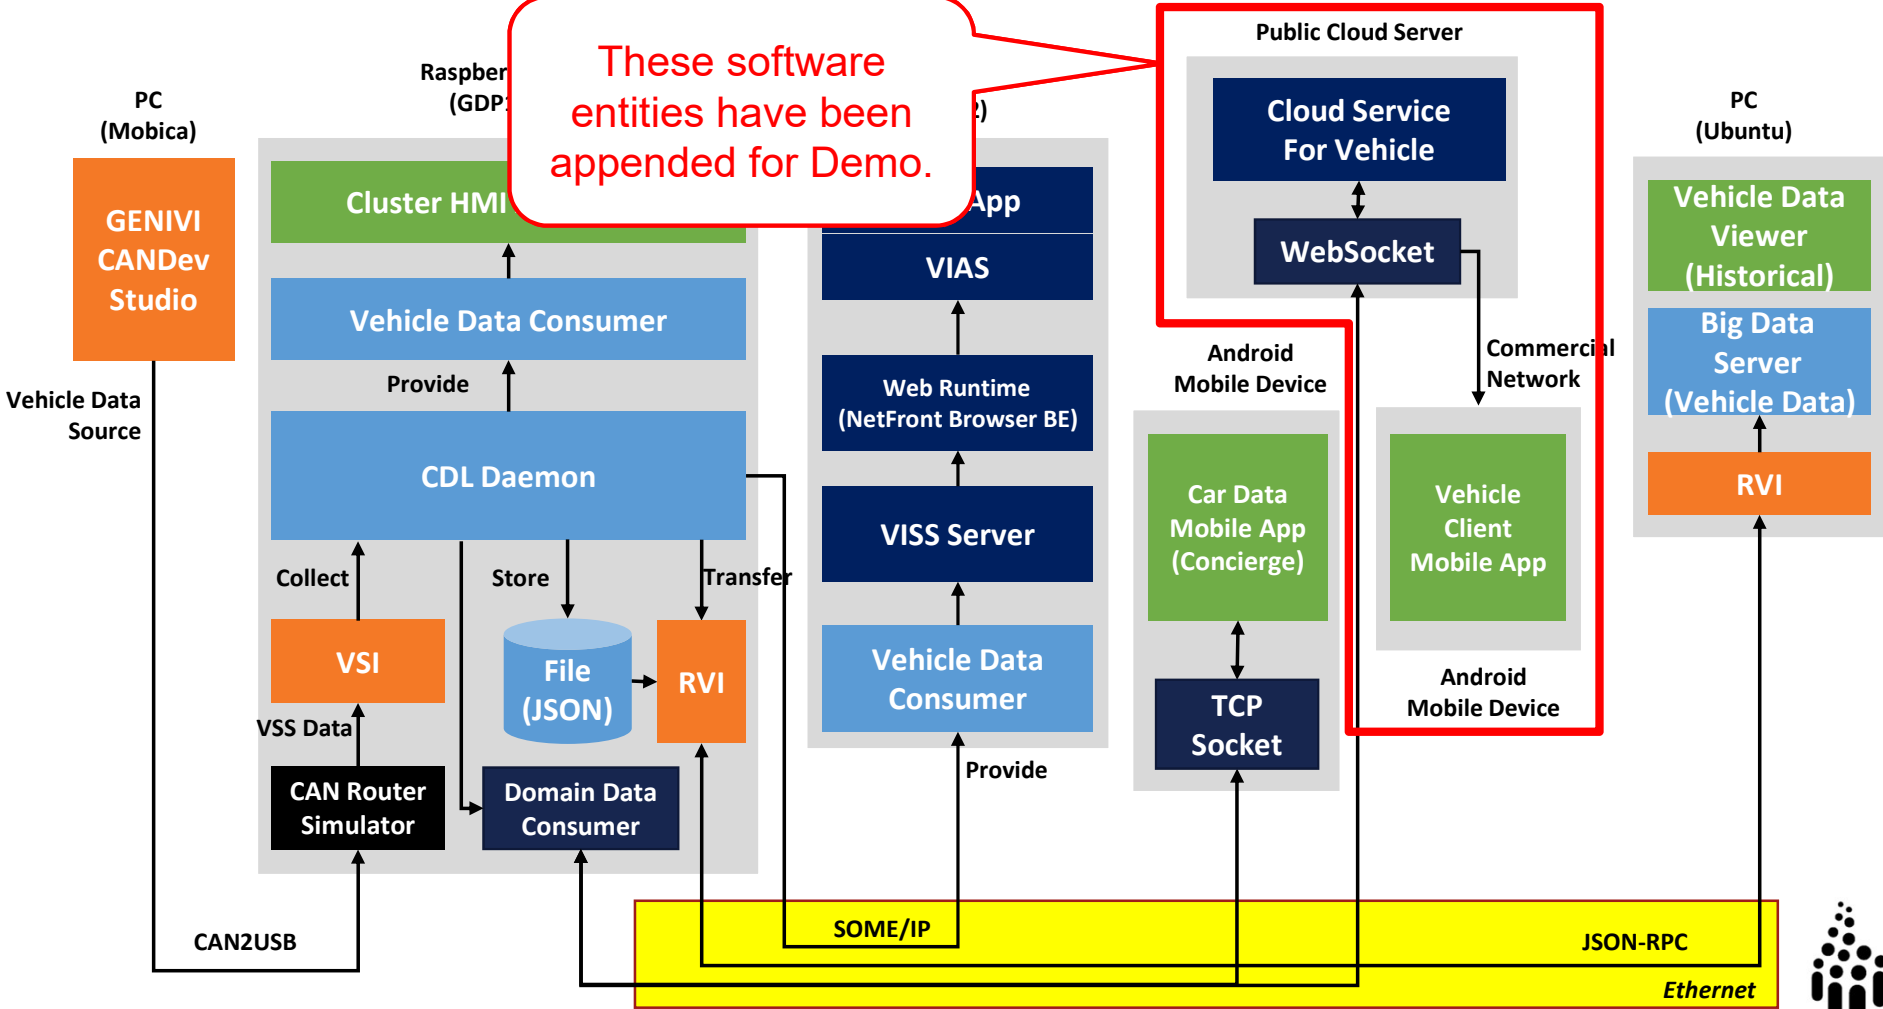 These software
entities have been
appended for Demo.
Public Cloud Server
PC
(Mobica)
PC
(Ubuntu)
GENIVI
CANDev
Studio
Cluster HMI
Vehicle Data Consumer
Provide
CDL Daemon
Vehicle Data
Source
Collect
Store
Transfer
VSI
VSS Data
File
(JSON)
RVI
CAN Router
Simulator
Domain Data
Consumer
CAN2USB
App
VIAS
Web Runtime
(NetFront Browser BE)
VISS Server
Vehicle Data
Consumer
Provide
Cloud Service
For Vehicle
WebSocket
Commercial
Network
Android
Mobile Device
Car Data
Mobile App
(Concierge)
TCP
Socket
Vehicle
Client
Mobile App
Android
Mobile Device
Vehicle Data
Viewer
(Historical)
Big Data
Server
(Vehicle Data)
RVI
SOME/IP
JSON-RPC
Ethernet